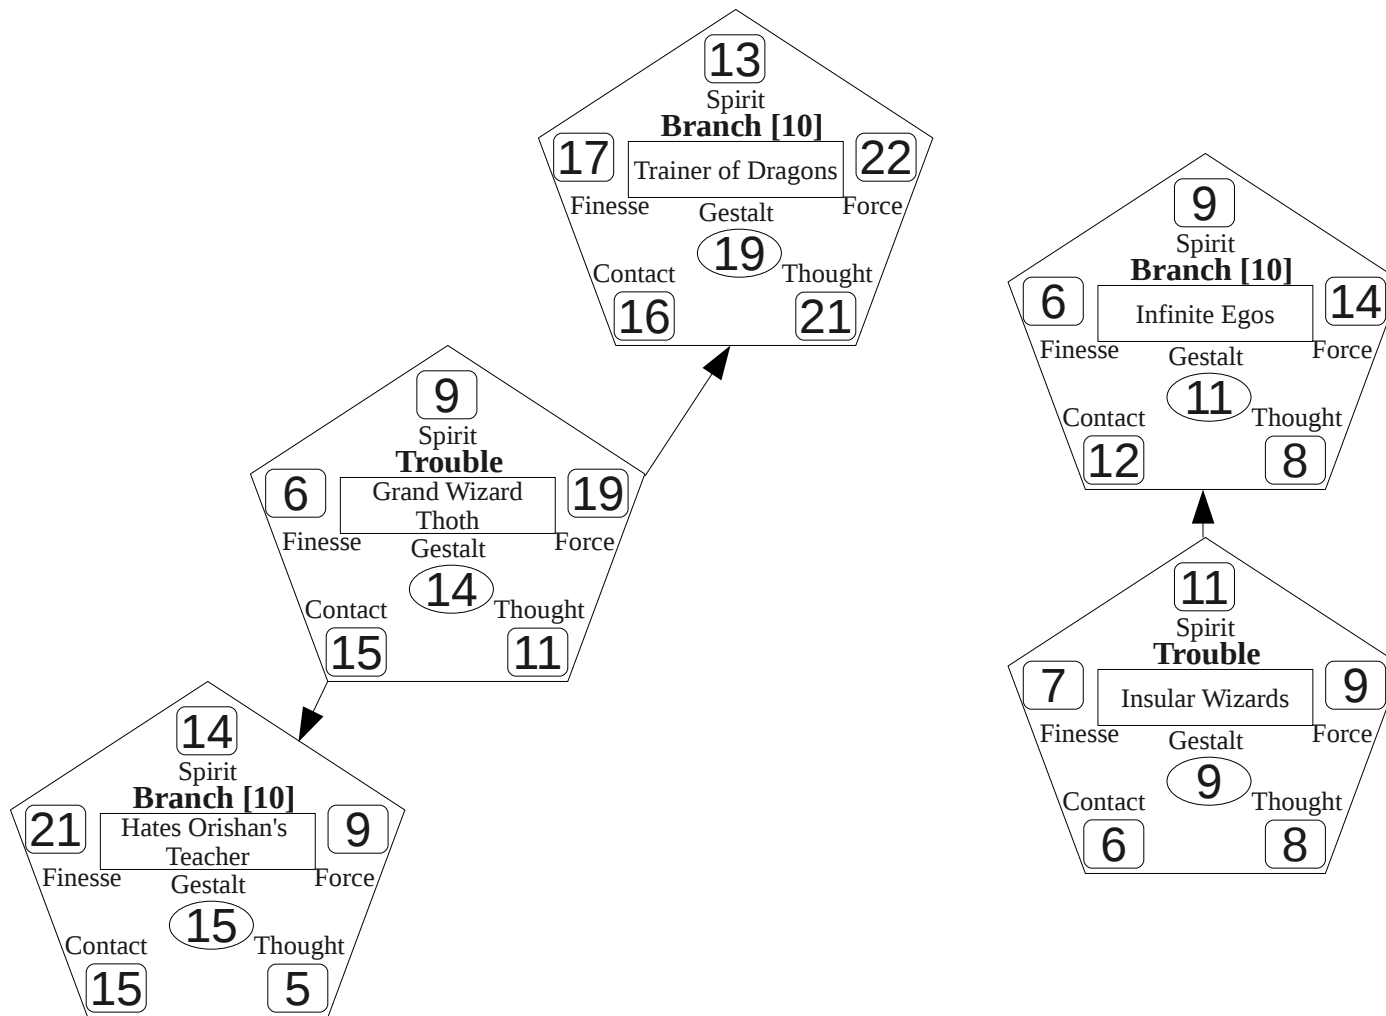 13
Spirit
Branch [10]
17
Trainer of Dragons
22
Finesse
Gestalt
Force
19
Contact
Thought
16
21
9
Spirit
Branch [10]
6
Infinite Egos
14
Finesse
Gestalt
Force
11
Contact
Thought
12
8
9
Spirit
Trouble
6
Grand Wizard
Thoth
19
Finesse
Gestalt
Force
14
Contact
Thought
15
11
11
Spirit
Trouble
7
Insular Wizards
9
Finesse
Gestalt
Force
9
Contact
Thought
6
8
14
Spirit
Branch [10]
21
Hates Orishan's
Teacher
9
Finesse
Gestalt
Force
15
Contact
Thought
15
5